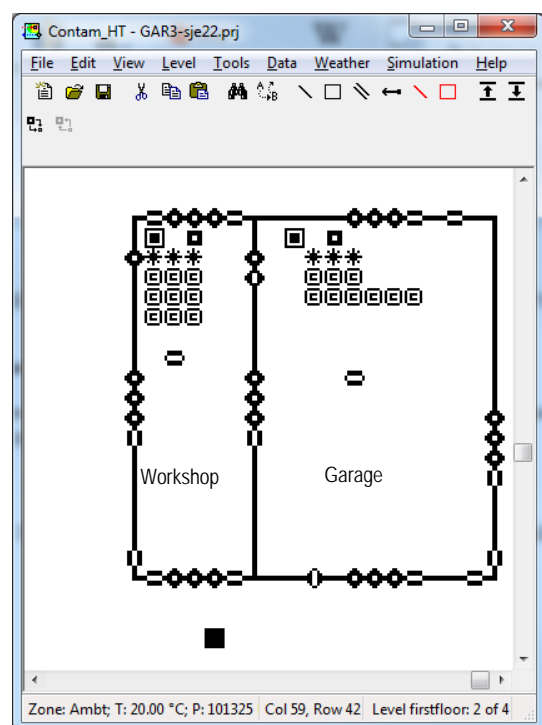 Contam_HT - GAR3-sje22.prj
File Edit View Level Tools Data Weather Simulation Help
Workshop Garage
Zone: Ambt; T: 20.00 °C; P: 101325 Col 59, Row 42 Level firstfloor: 2 of 4